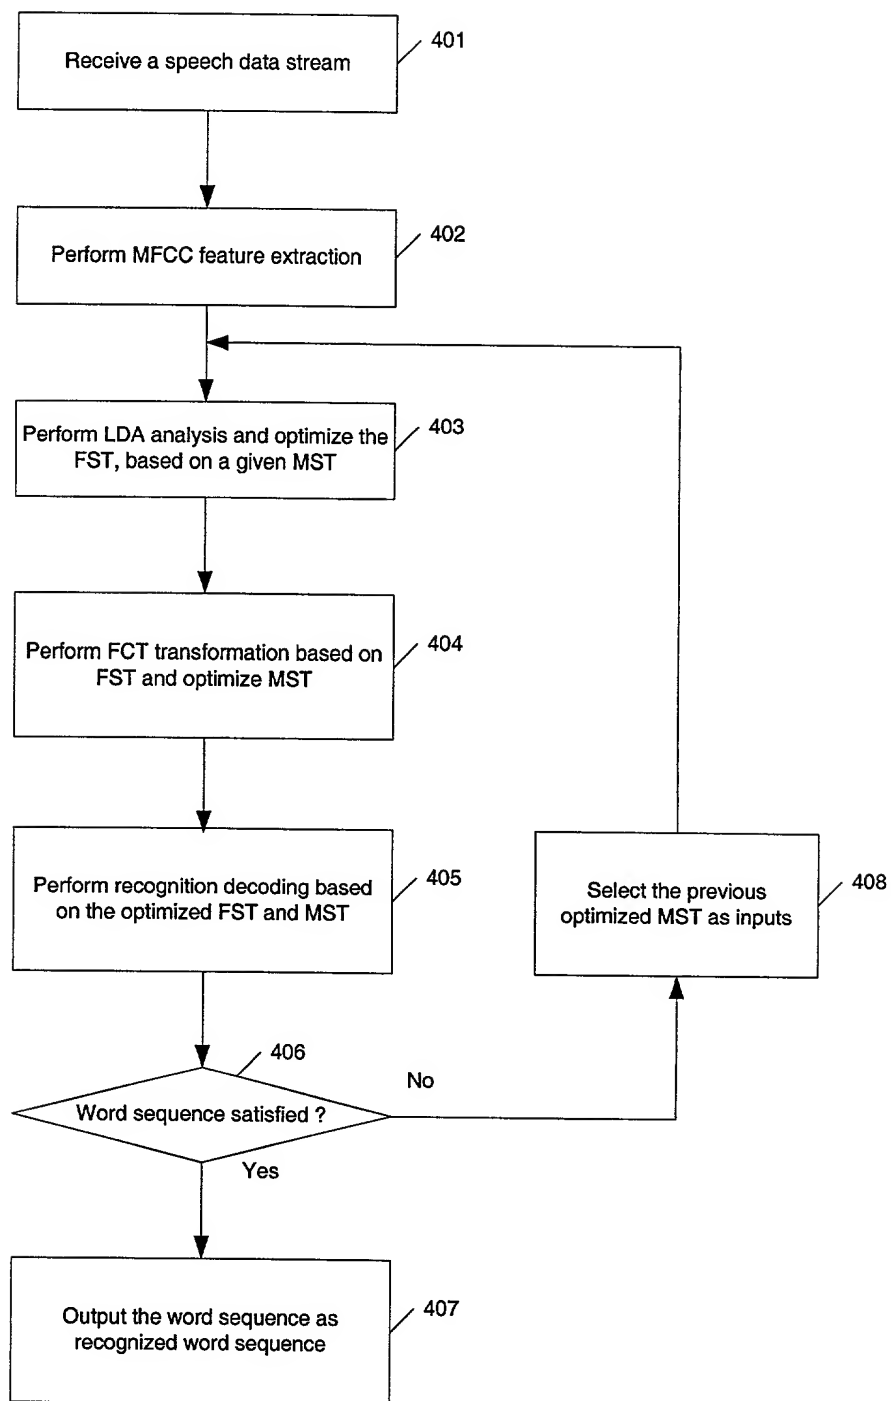 Receive a speech data stream
401
Perform MFCC feature extraction
402
Perform LDA analysis and optimize the
FST, based on a given MST
403
Perform FCT transformation based on
FST and optimize MST
404
Perform recognition decoding based
on the optimized FST and MST
405
Select the previous
optimized MST as inputs
408
406
Word sequence satisfied ?
No
Yes
Output the word sequence as
recognized word sequence
407